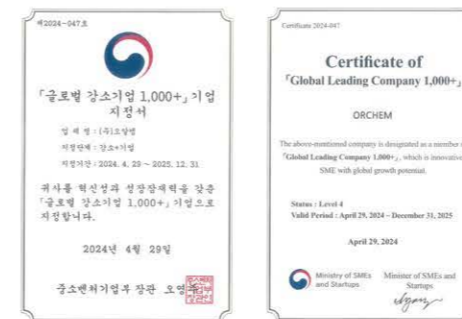 제2024-047호
「글로벌 강소기업 1,000+」기업
지정서
업 체 명 : (주)오알켐
지정단계 : 강소+기업
지정기간 : 2024. 4. 29 ~ 2025. 12. 31
귀사를 혁신성과 성장잠재력을 갖춘
「글로벌 강소기업 1,000+」기업으로
지정합니다.
2024년 4월 29일
중소벤처기업부 장관 오영주
Certificate 2024-047
Certificate of
「Global Leading Company 1,000+」
ORCHEM
The above-mentioned company is designated as a member of
「Global Leading Company 1,000+」, which is innovative
SME with global growth potential.
Status : Level 4
Valid Period : April 29, 2024 – December 31, 2025
April 29, 2024
Ministry of SMEs
and Startups
Minister of SMEs and
Startups